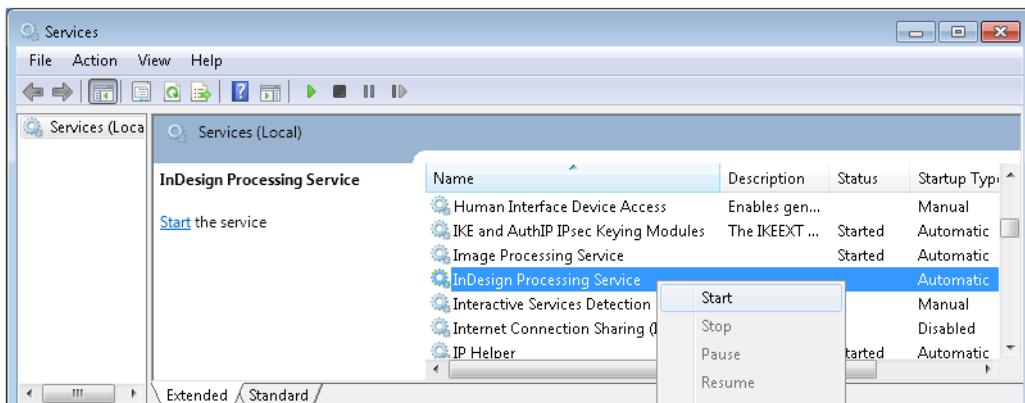 Services
File Action View Help
Services (Loca
Services (Local)
InDesign Processing Service
Start the service
Name Description Status Startup Typ
Human Interface Device Access Enables gen... Manual
IKE and AuthIP IPsec Keying Modules The IKEEXT ... Started Automatic
Image Processing Service Started Automatic
InDesign Processing Service Automatic
Interactive Services Detection Manual
Internet Connection Sharing (I Disabled
IP Helper tarted Automatic
Start
Stop
Pause
Resume
Extended Standard